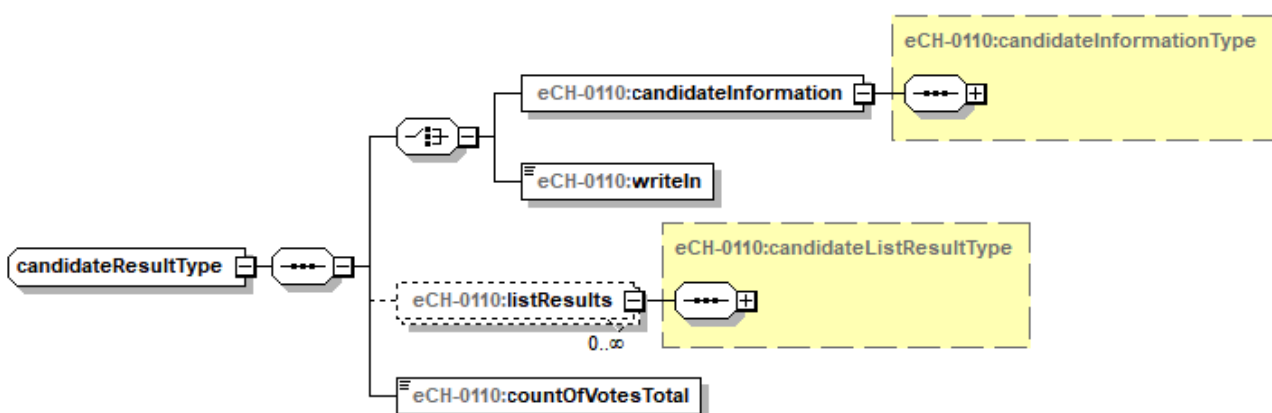 eCH-0110:candidateInformationType
eCH-0110:candidateInformation
eCH-0110:writeIn
candidateResultType
eCH-0110:candidateListResultType
eCH-0110:listResults
0..∞
eCH-0110:countOfVotesTotal